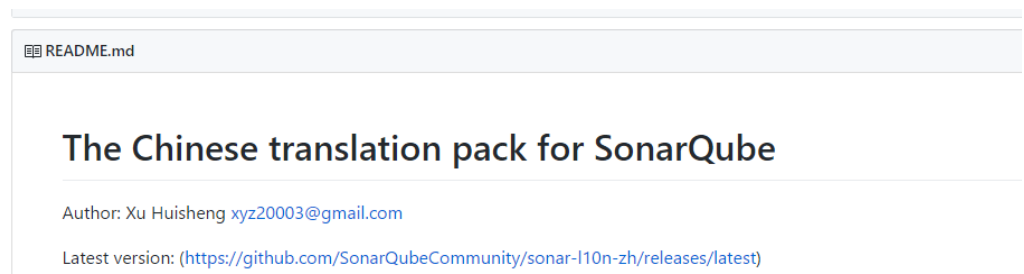 README.md
The Chinese translation pack for SonarQube
Author: Xu Huisheng xyz20003@gmail.com
Latest version: (https://github.com/SonarQubeCommunity/sonar-l10n-zh/releases/latest)